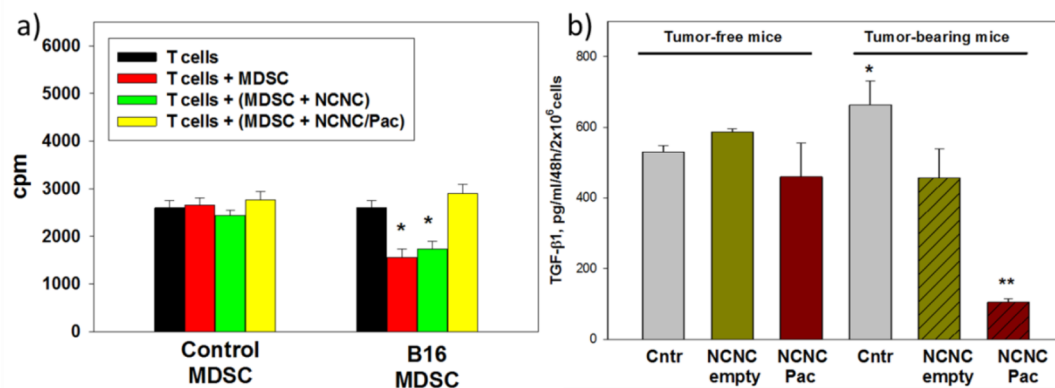 a)
6000
5000
4000
3000
2000
1000
0
cpm
T cells
T cells + MDSC
T cells + (MDSC + NCNC)
T cells + (MDSC + NCNC/Pac)
* *
Control
MDSC
B16
MDSC
b)
Tumor-free mice
Tumor-bearing mice
800
600
400
200
0
TGF-β1, pg/ml/48h/2x10⁶cells
*
**
Cntr
NCNC
empty
NCNC
Pac
Cntr
NCNC
empty
NCNC
Pac